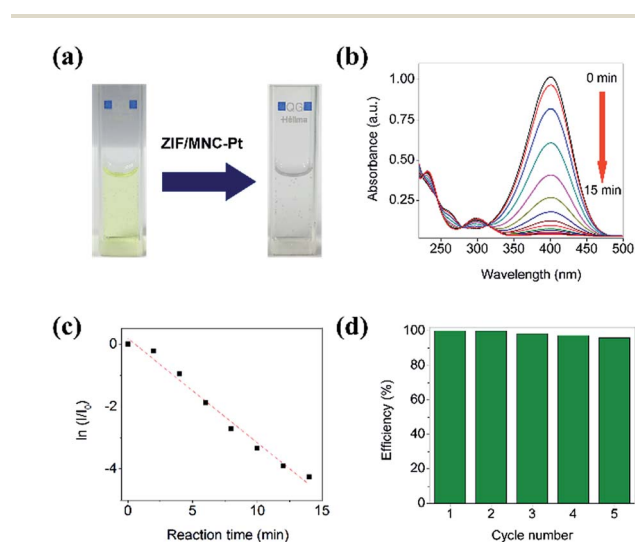 (a)
ZIF/MNC-Pt
QG
Hellma
(b)
Absorbance (a.u.)
1.00
0.75
0.50
0.25
0 min
15 min
250 300 350 400 450 500
Wavelength (nm)
(c)
ln (I/I₀)
0
-2
-4
0 5 10 15
Reaction time (min)
(d)
Efficiency (%)
100
80
60
40
20
0
1 2 3 4 5
Cycle number